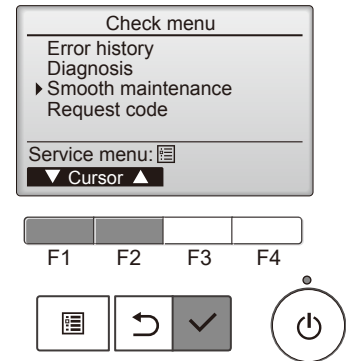 Check menu
Error history
Diagnosis
Smooth maintenance
Request code
Service menu:
▼ Cursor ▲
F1 F2 F3 F4